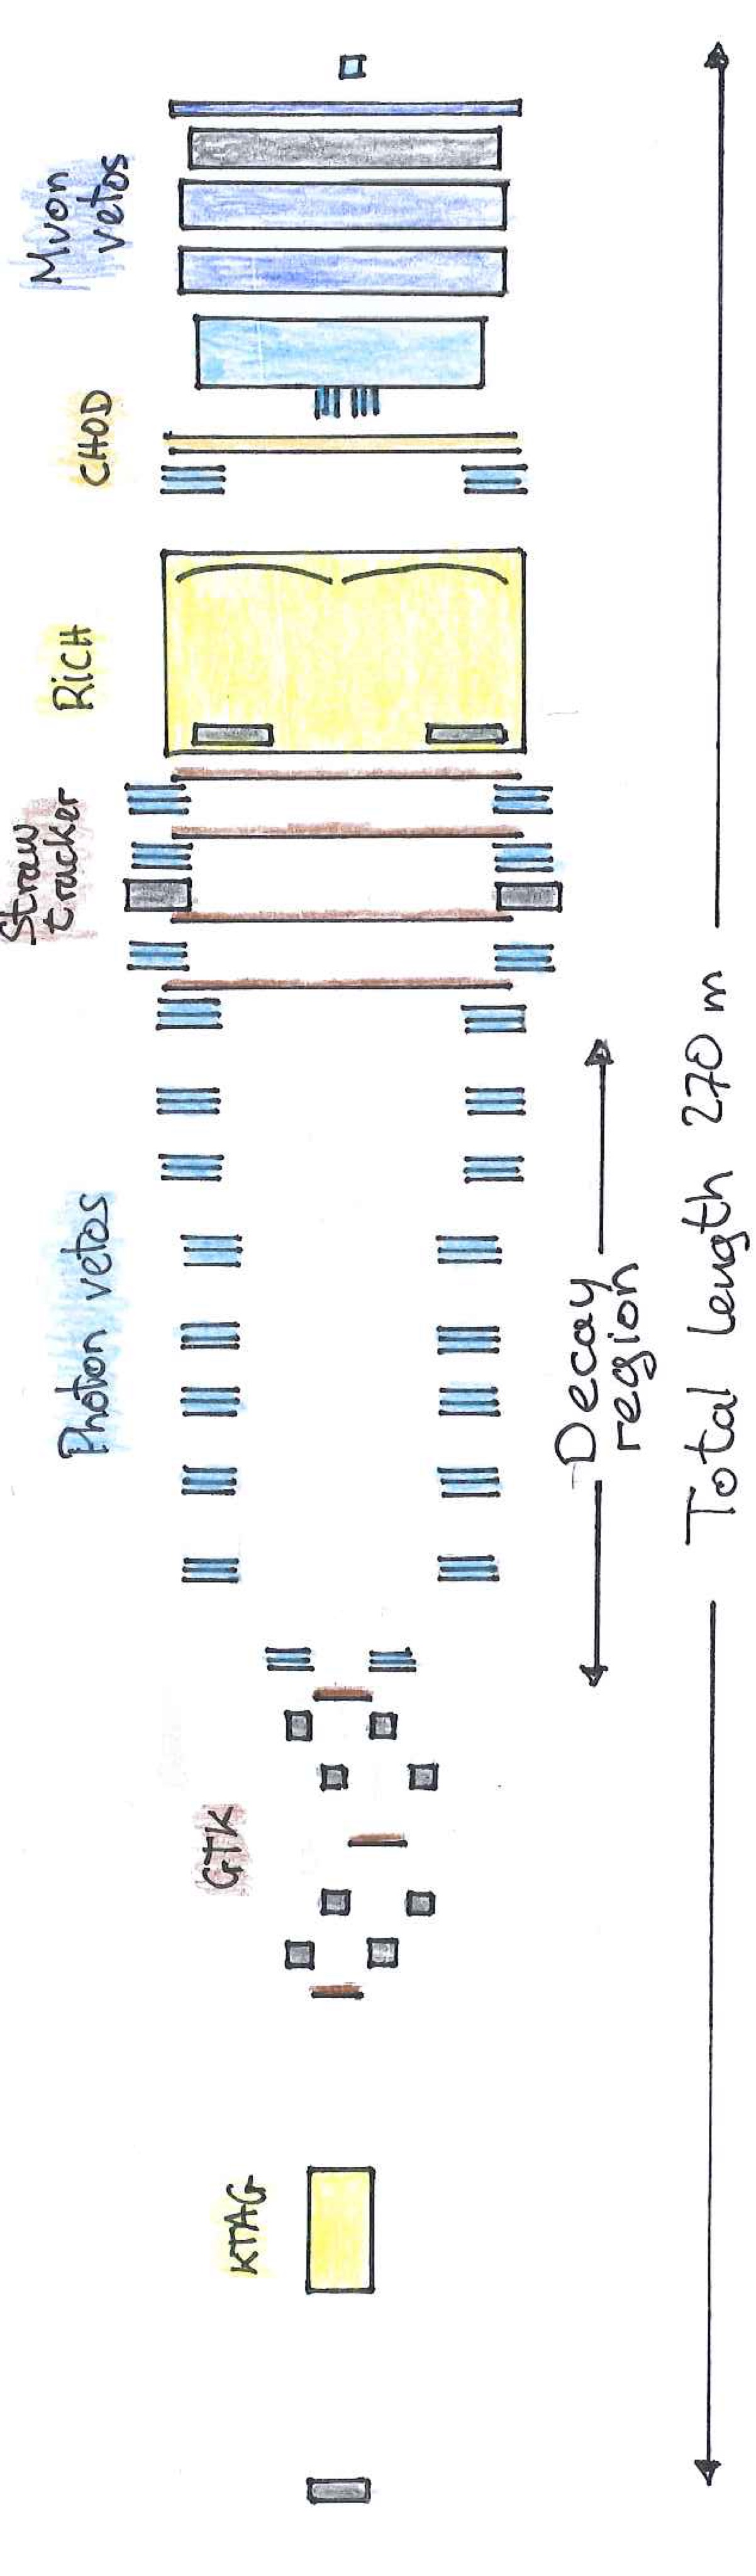 KTAG
GTK
Photon vetos
Straw
tracker
RICH
CHOD
Muon
vetos
Decay
region
Total length 270 m